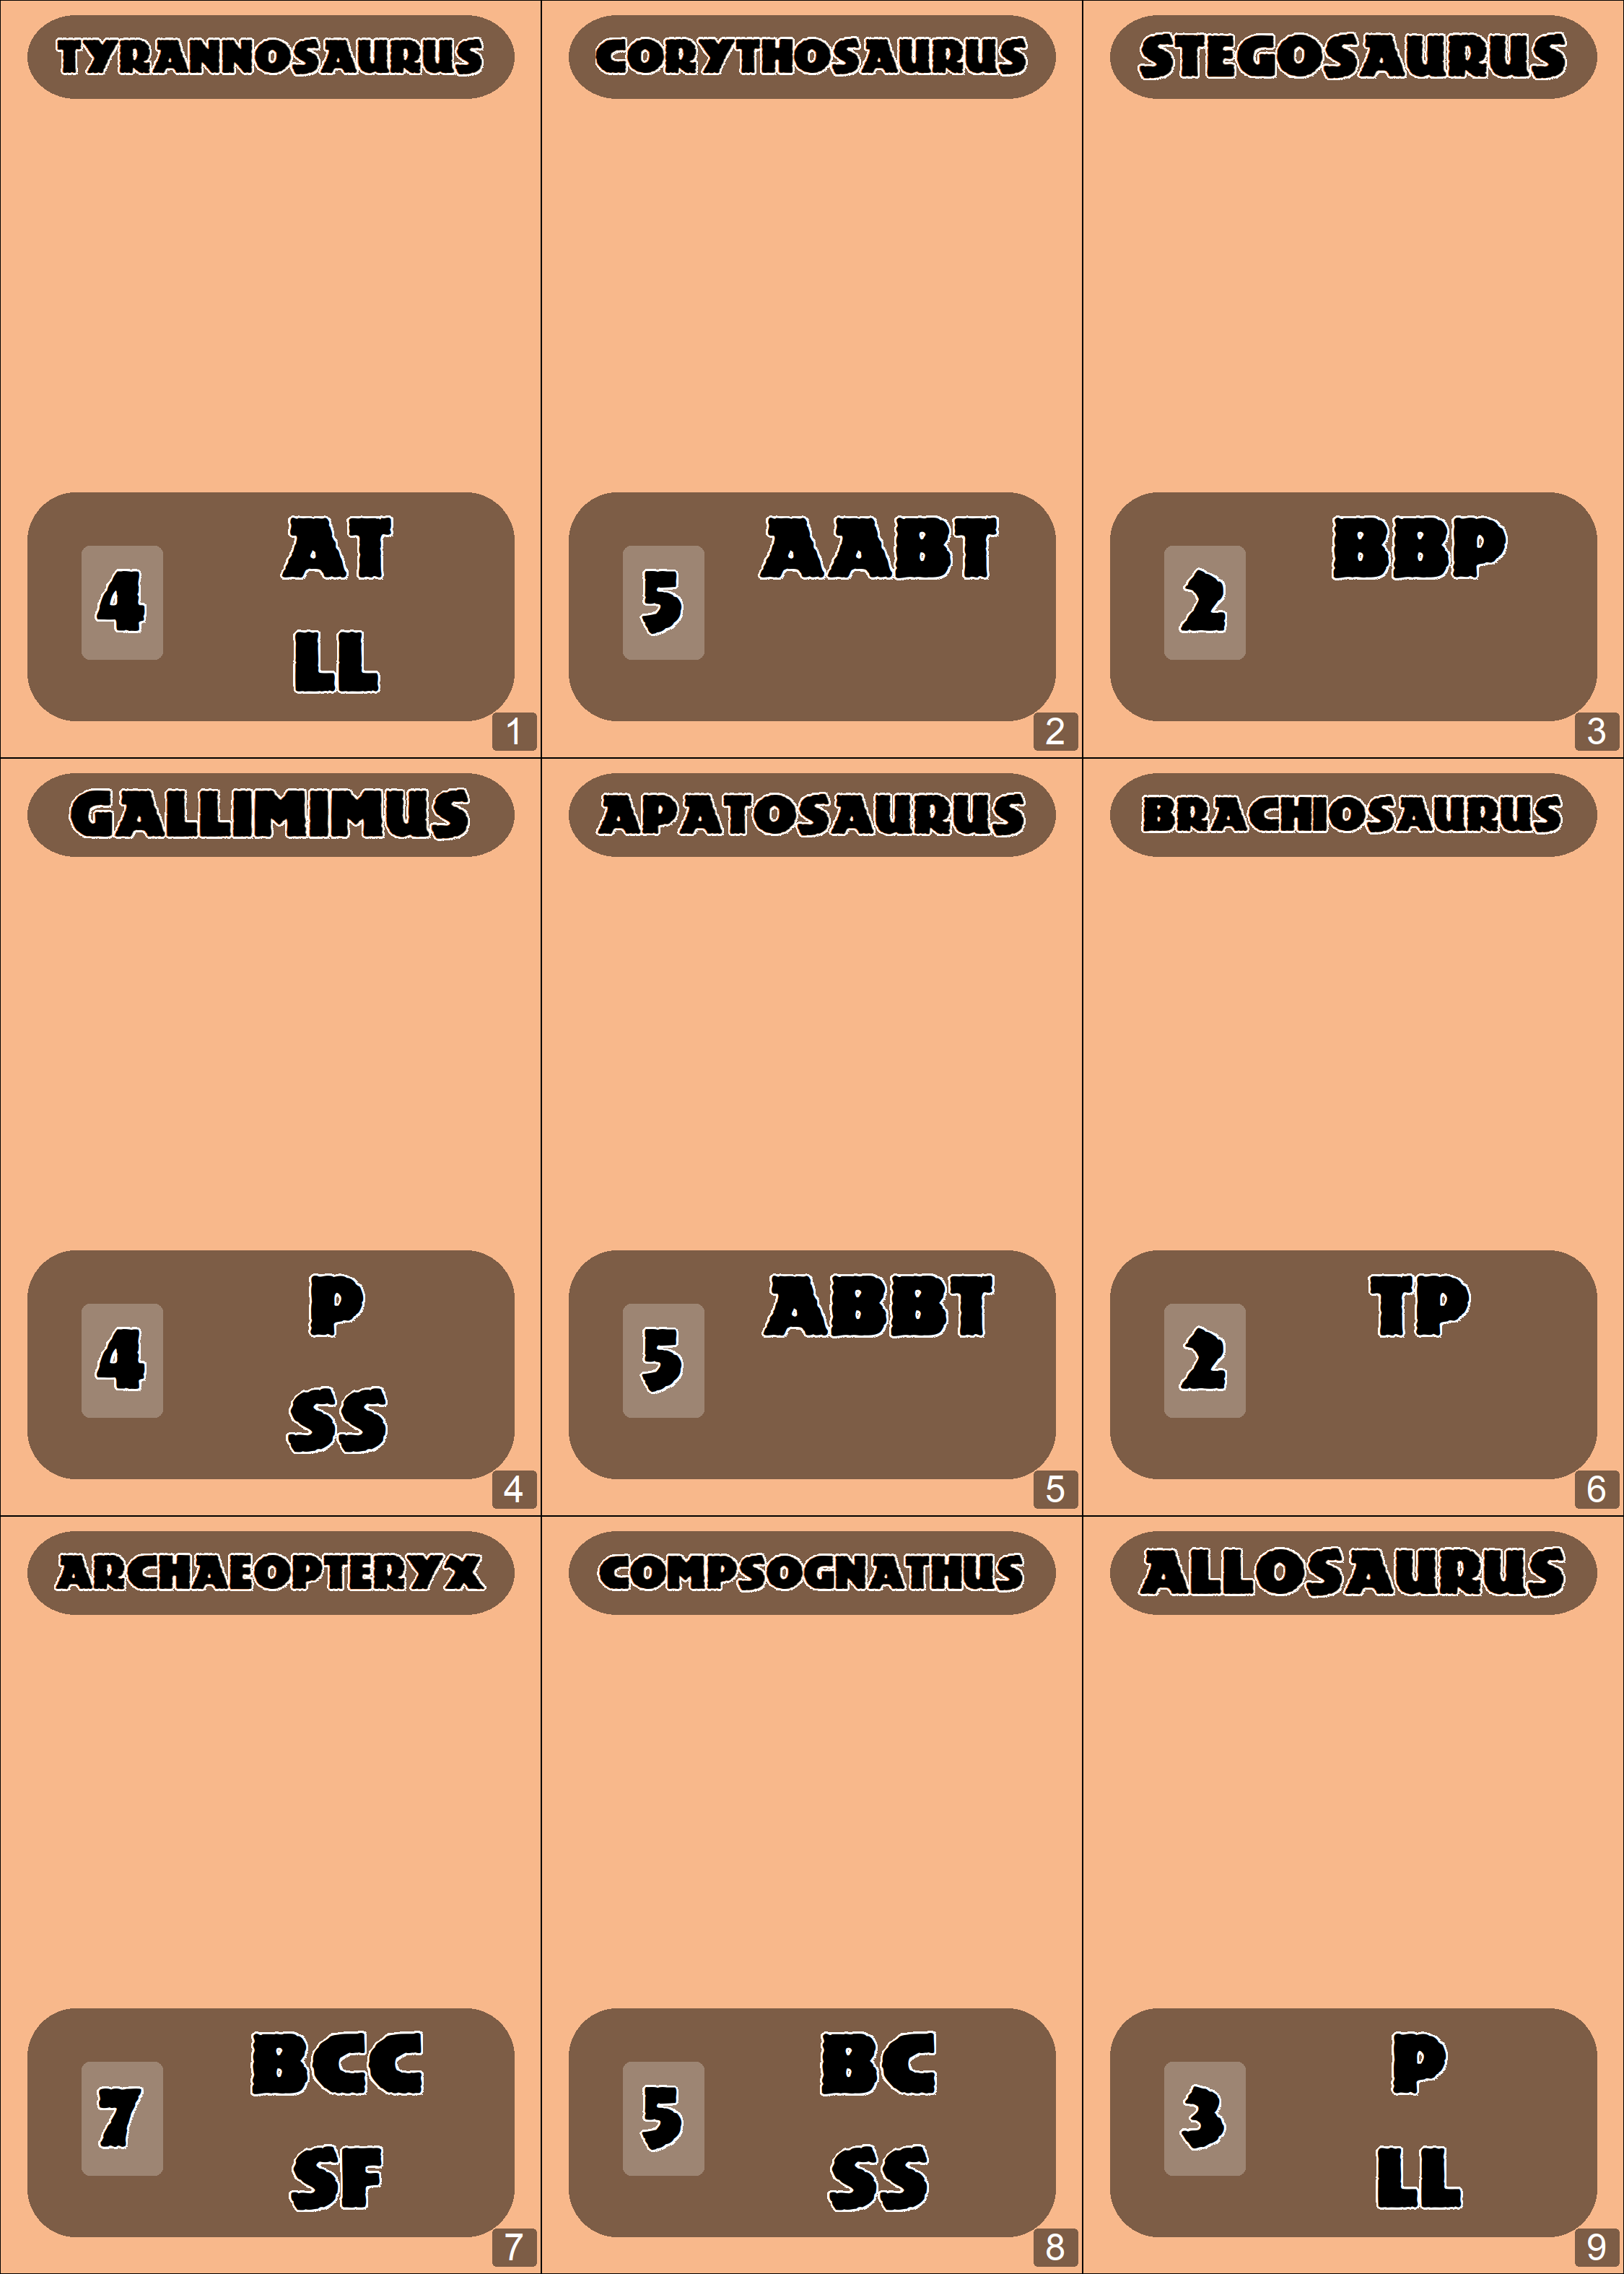 TYRANNOSAURUS
4
AT
LL
1
CORYTHOSAURUS
5
AABT
2
STEGOSAURUS
2
BBP
3
GALLIMIMUS
4
P
SS
4
APATOSAURUS
5
ABBT
5
BRACHIOSAURUS
2
TP
6
ARCHAEOPTERYX
7
BCC
SF
7
COMPSOGNATHUS
5
BC
SS
8
ALLOSAURUS
3
P
LL
9